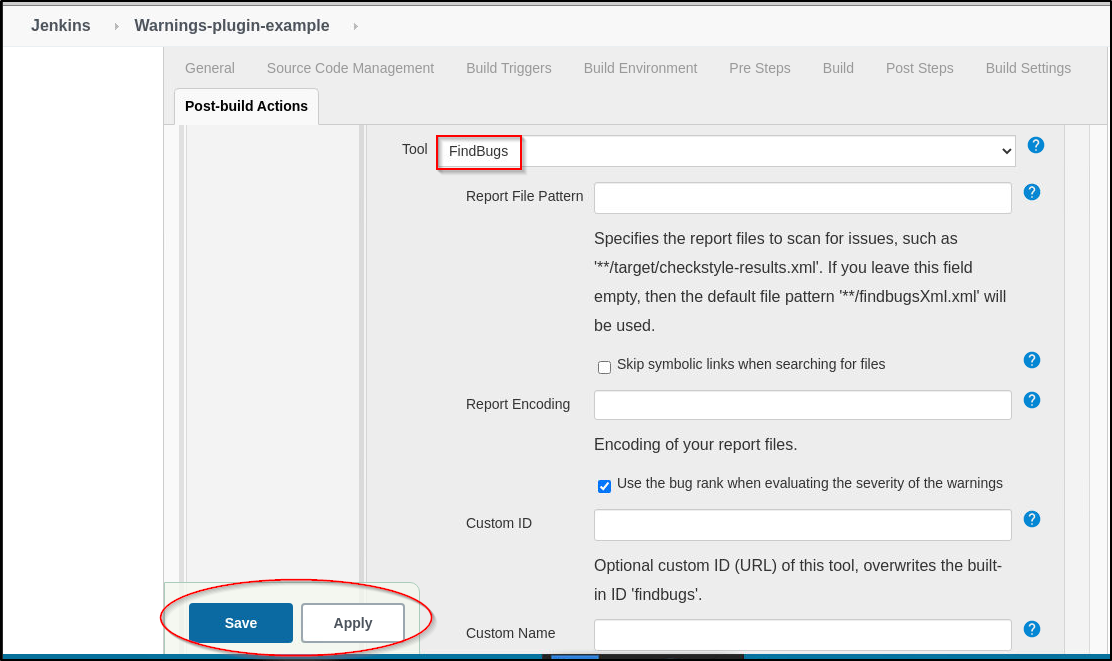 Jenkins Warnings-plugin-example
General Source Code Management Build Triggers Build Environment Pre Steps Build Post Steps Build Settings
Post-build Actions
Tool FindBugs ?
Report File Pattern ?
Specifies the report files to scan for issues, such as
'**/target/checkstyle-results.xml'. If you leave this field
empty, then the default file pattern '**/findbugsXml.xml' will
be used.
Skip symbolic links when searching for files ?
Report Encoding ?
Encoding of your report files.
Use the bug rank when evaluating the severity of the warnings
Custom ID ?
Optional custom ID (URL) of this tool, overwrites the built-
in ID 'findbugs'.
Save Apply
Custom Name ?